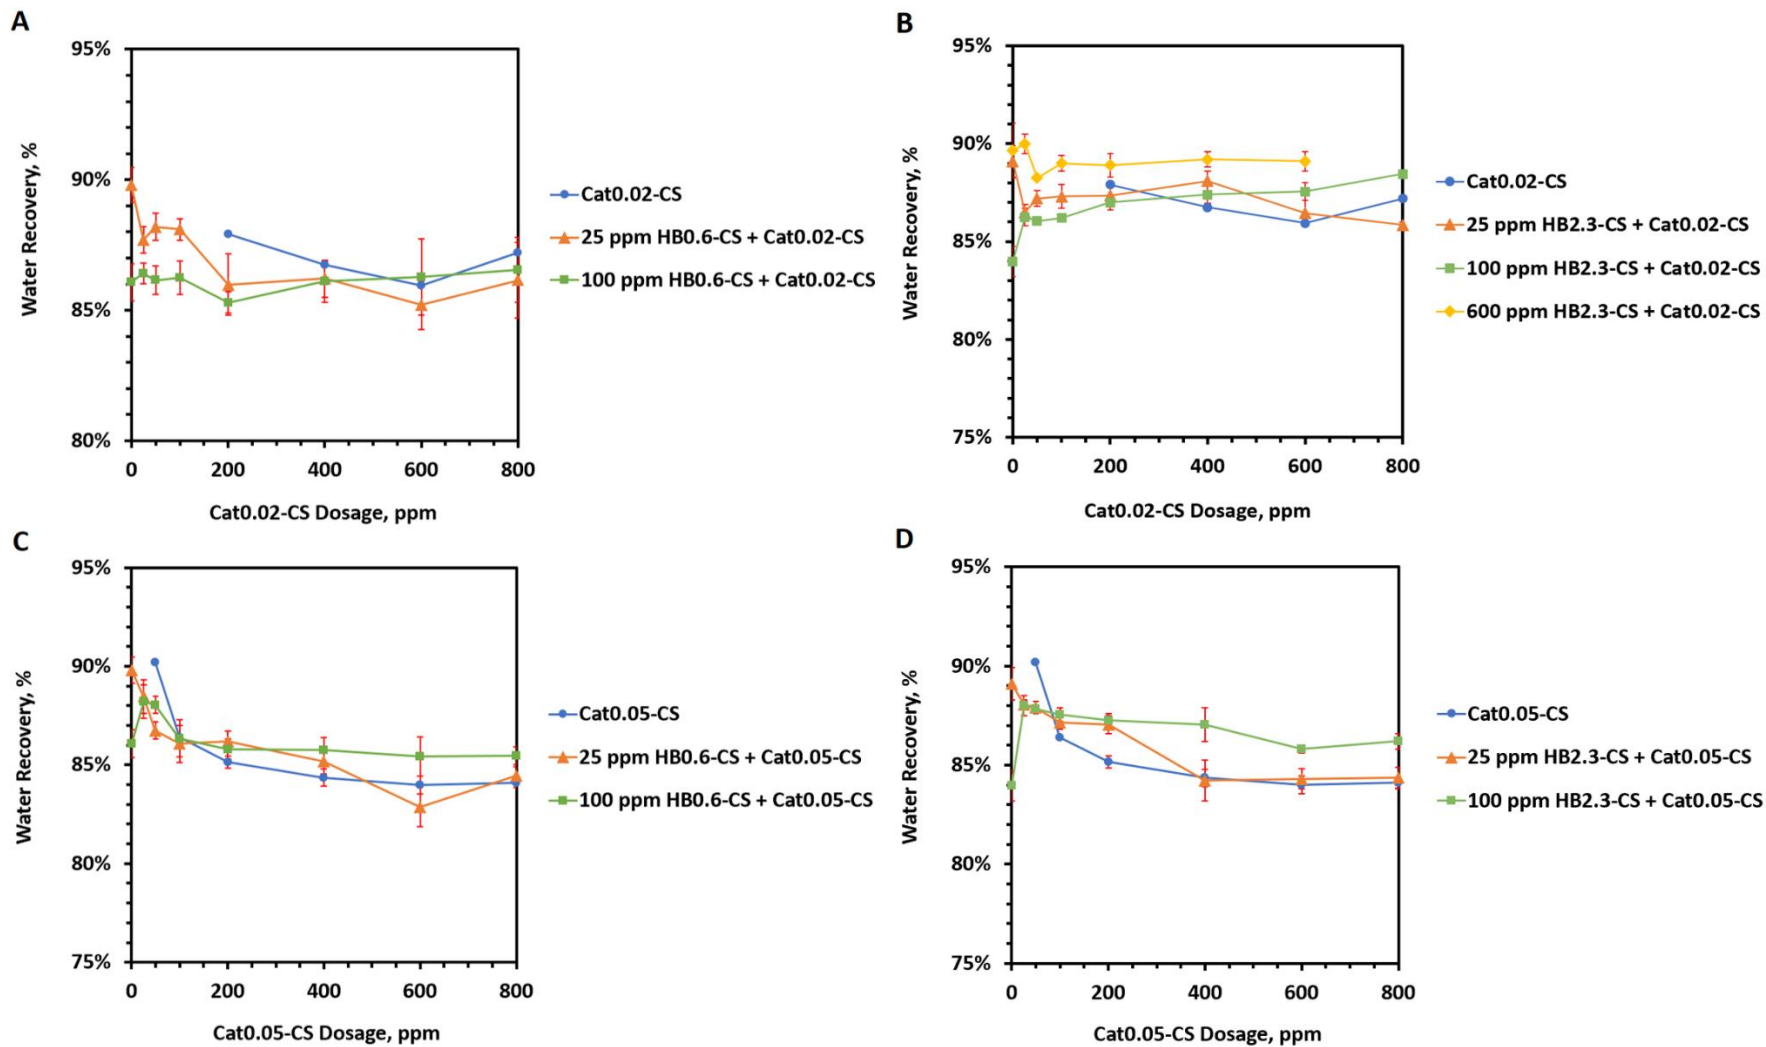 A
95%
90%
85%
80%
Water Recovery, %
0 200 400 600 800
Cat0.02-CS Dosage, ppm
Cat0.02-CS
25 ppm HB0.6-CS + Cat0.02-CS
100 ppm HB0.6-CS + Cat0.02-CS
B
95%
90%
85%
80%
75%
Water Recovery, %
0 200 400 600 800
Cat0.02-CS Dosage, ppm
Cat0.02-CS
25 ppm HB2.3-CS + Cat0.02-CS
100 ppm HB2.3-CS + Cat0.02-CS
600 ppm HB2.3-CS + Cat0.02-CS
C
95%
90%
85%
80%
75%
Water Recovery, %
0 200 400 600 800
Cat0.05-CS Dosage, ppm
Cat0.05-CS
25 ppm HB0.6-CS + Cat0.05-CS
100 ppm HB0.6-CS + Cat0.05-CS
D
95%
90%
85%
80%
75%
Water Recovery, %
0 200 400 600 800
Cat0.05-CS Dosage, ppm
Cat0.05-CS
25 ppm HB2.3-CS + Cat0.05-CS
100 ppm HB2.3-CS + Cat0.05-CS